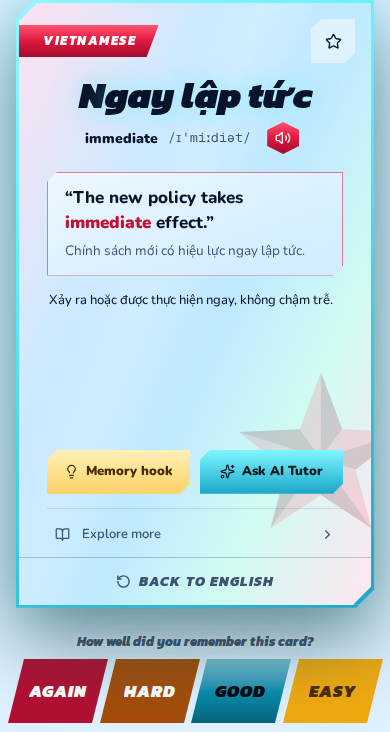 VIETNAMESE
Ngay lập tức
immediate /ɪˈmiːdiət/
“The new policy takes
immediate effect.”
Chính sách mới có hiệu lực ngay lập tức.
Xảy ra hoặc được thực hiện ngay, không chậm trễ.
Memory hook Ask AI Tutor
Explore more
BACK TO ENGLISH
How well did you remember this card?
AGAIN HARD GOOD EASY